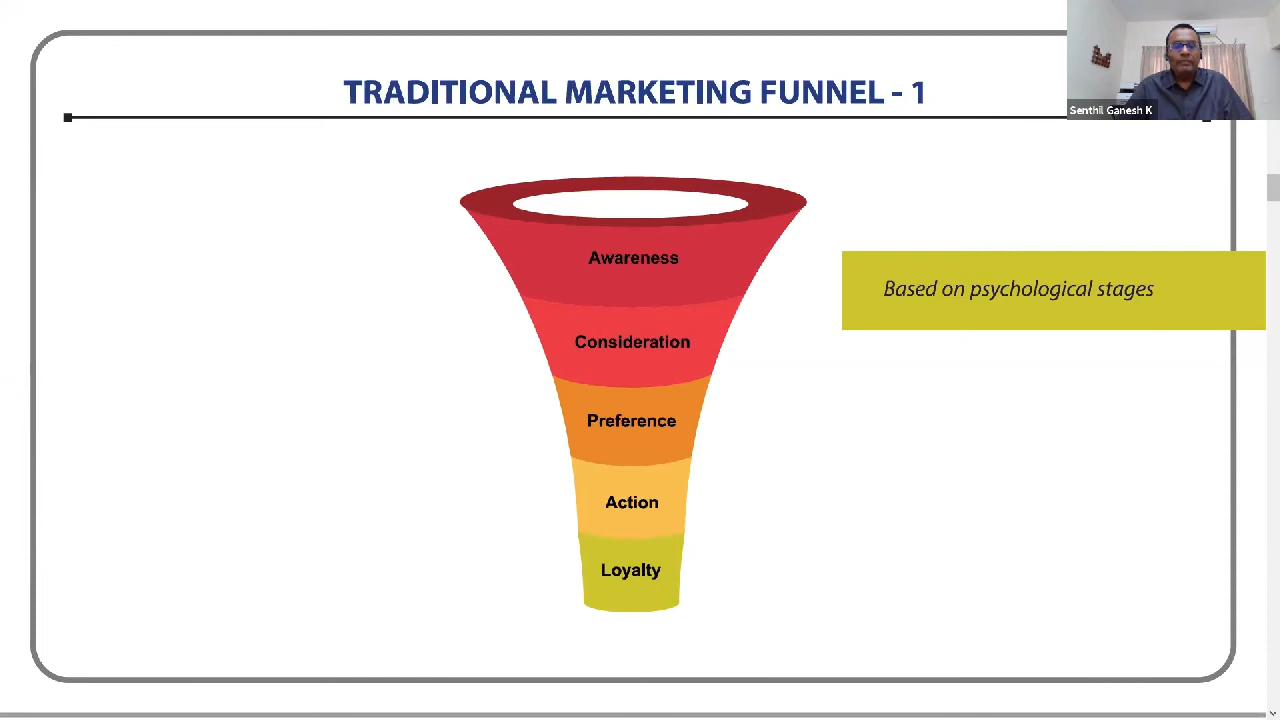 TRADITIONAL MARKETING FUNNEL - 1
Senthil Ganesh K
Awareness
Based on psychological stages
Consideration
Preference
Action
Loyalty